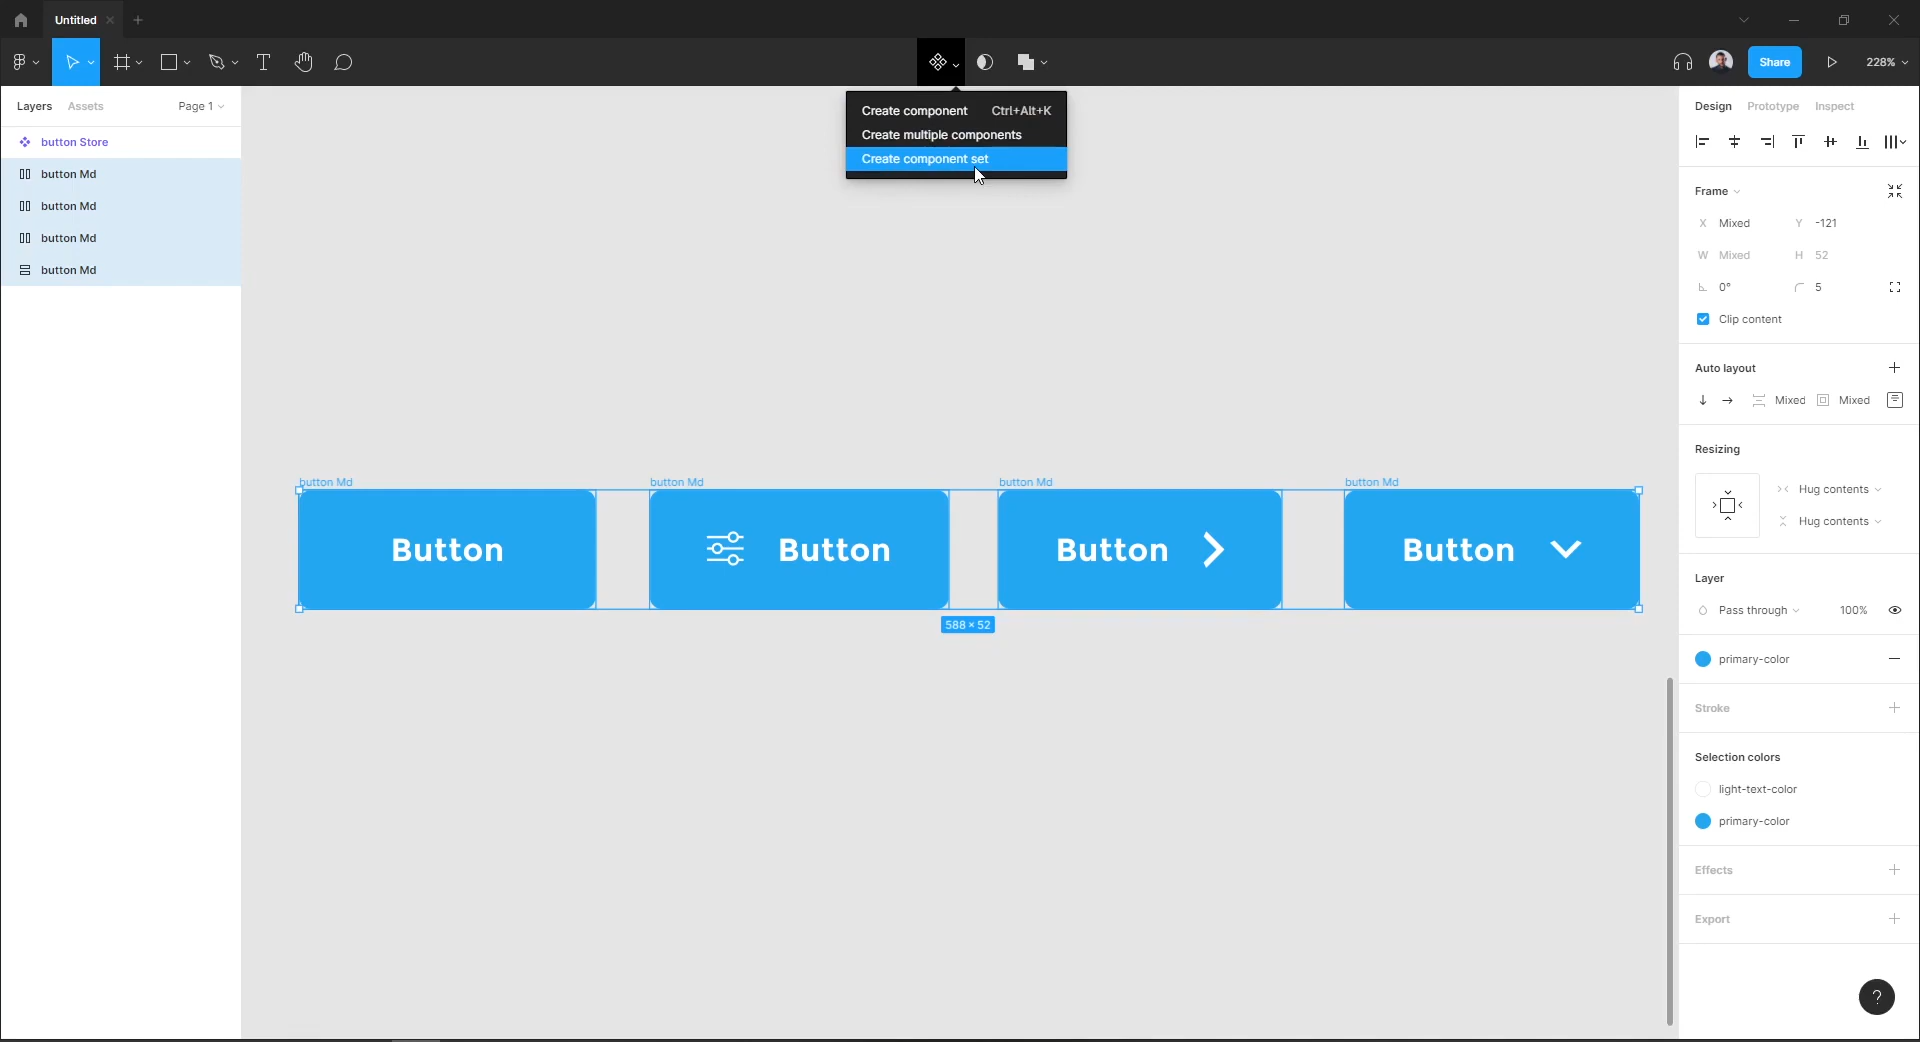 Untitled
Share
228%
Layers
Assets
Page 1
button Store
button Md
button Md
button Md
button Md
Create component Ctrl+Alt+K
Create multiple components
Create component set
button Md
button Md
button Md
button Md
Button
Button
Button
Button
588 × 52
Design
Prototype
Inspect
Frame
X Mixed
Y -121
W Mixed
H 52
0°
5
Clip content
Auto layout
Mixed
Mixed
Resizing
Hug contents
Hug contents
Layer
Pass through
100%
primary-color
Stroke
Selection colors
light-text-color
primary-color
Effects
Export
?